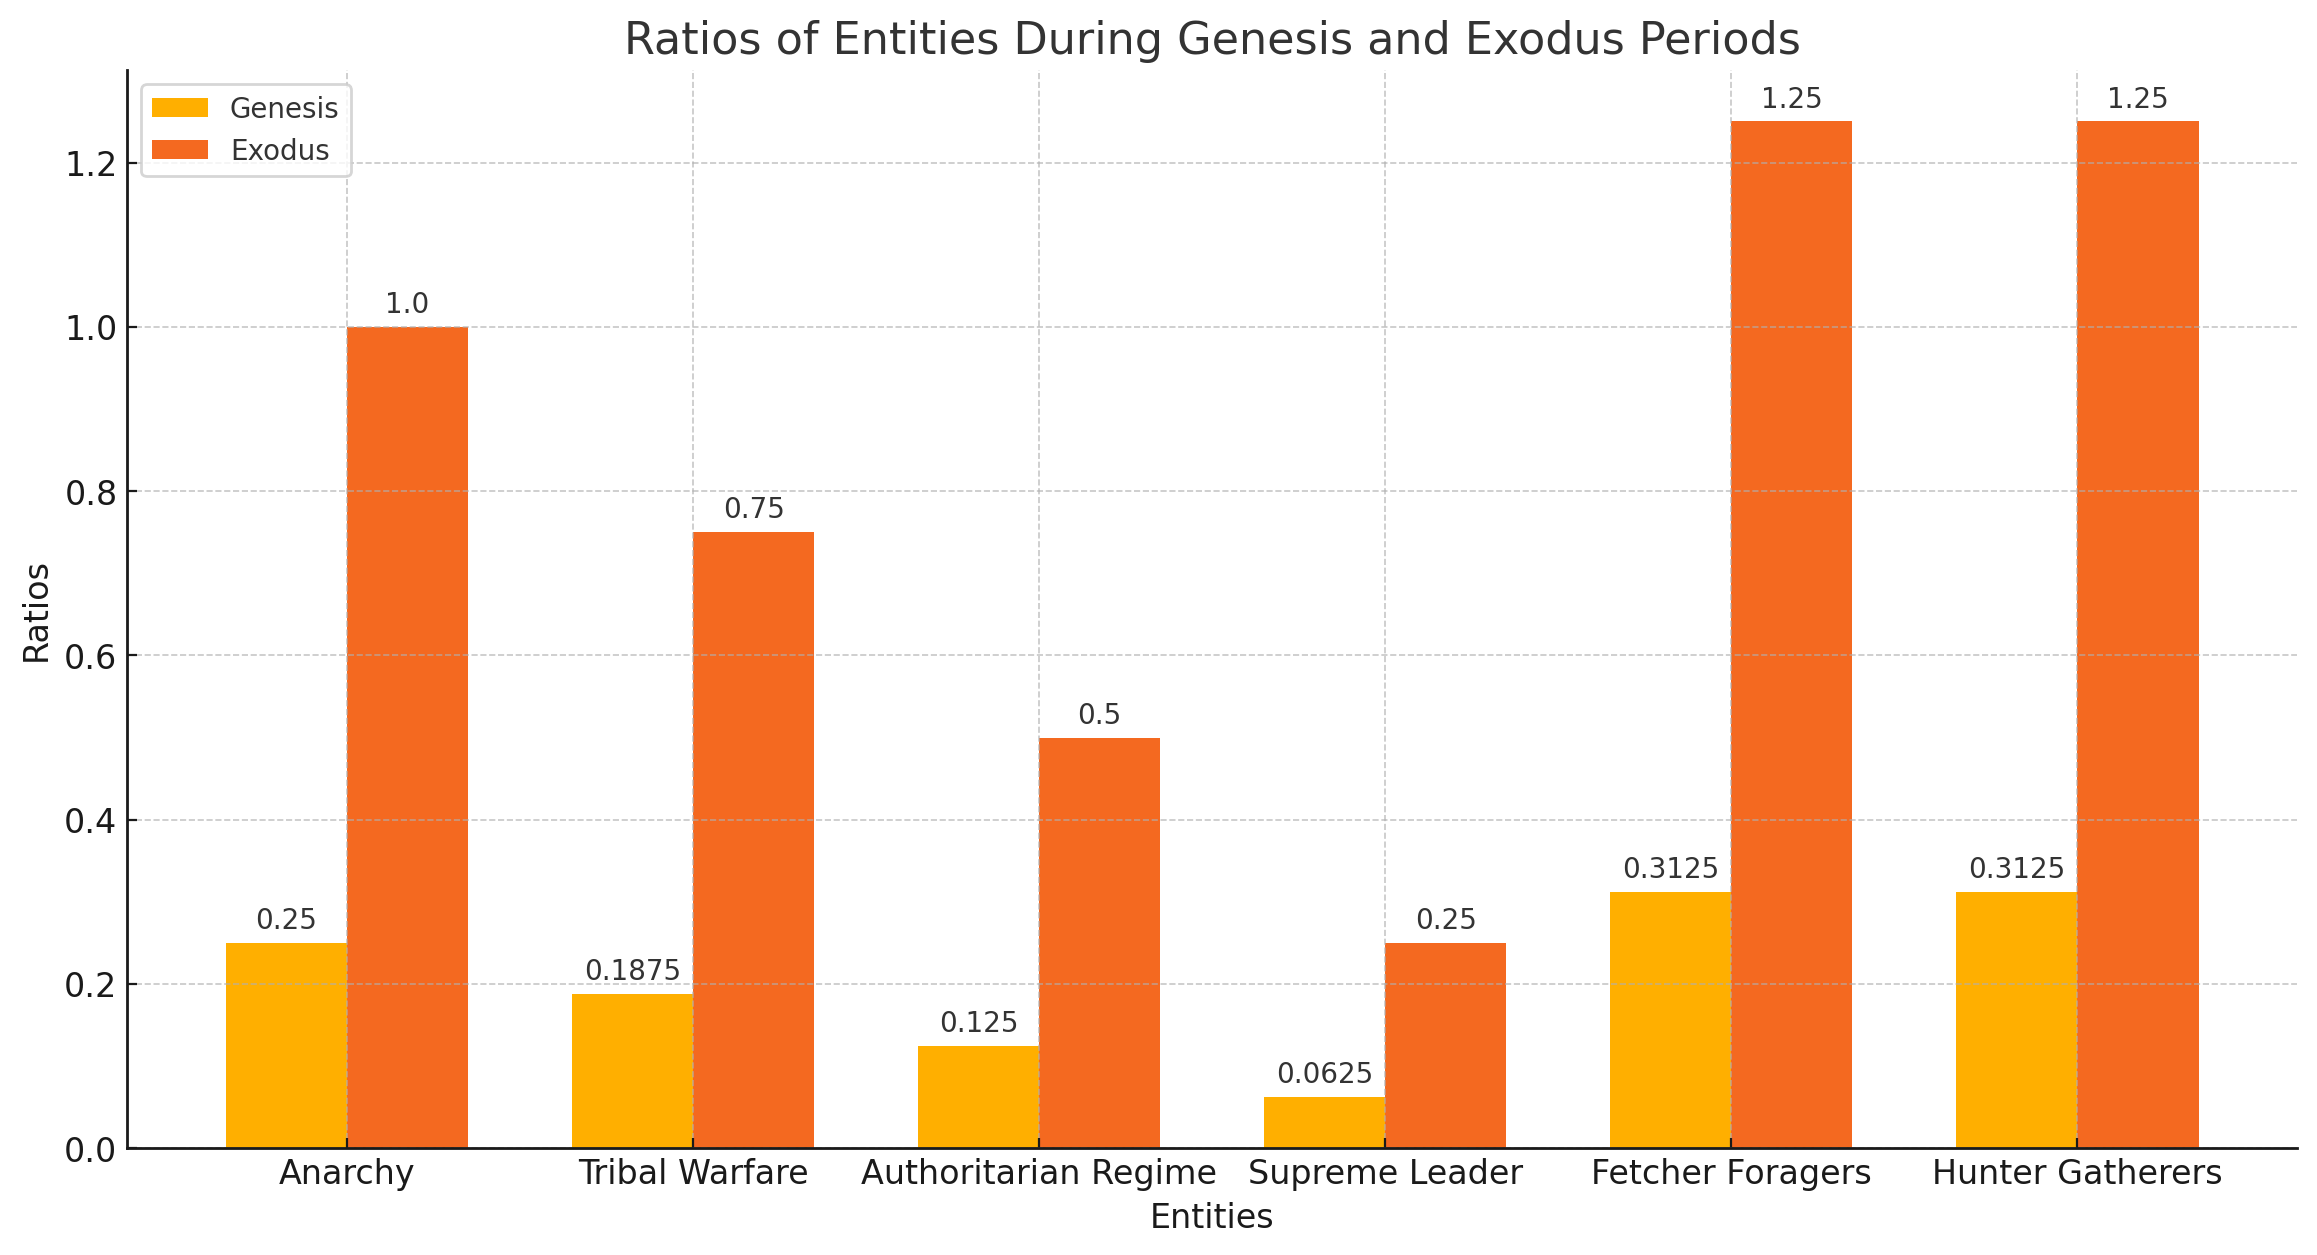 Ratios of Entities During Genesis and Exodus Periods
Genesis
Exodus
Ratios
1.2
1.0
0.8
0.6
0.4
0.2
0.0
0.25
1.0
0.1875
0.75
0.125
0.5
0.0625
0.25
0.3125
1.25
0.3125
1.25
Anarchy
Tribal Warfare
Authoritarian Regime
Supreme Leader
Fetcher Foragers
Hunter Gatherers
Entities